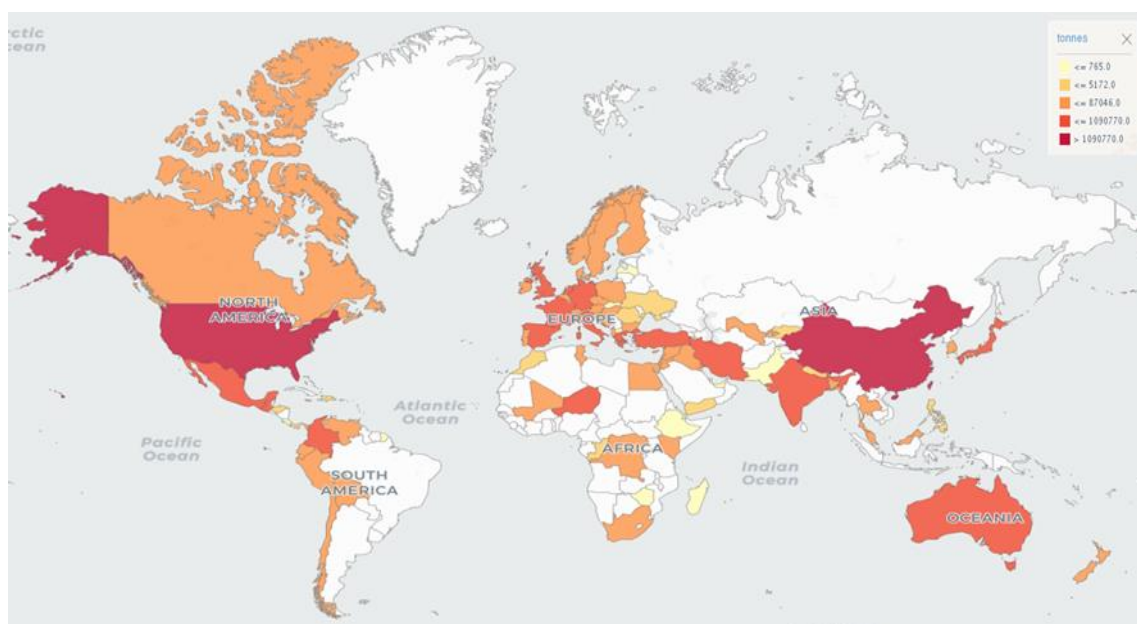 ctic
cean
tonnes
<= 765.0
<= 5172.0
<= 87046.0
<= 1090770.0
> 1090770.0
NORTH
AMERICA
EUROPE
ASIA
Atlantic
Ocean
Pacific
Ocean
AFRICA
SOUTH
AMERICA
Indian
Ocean
OCEANIA